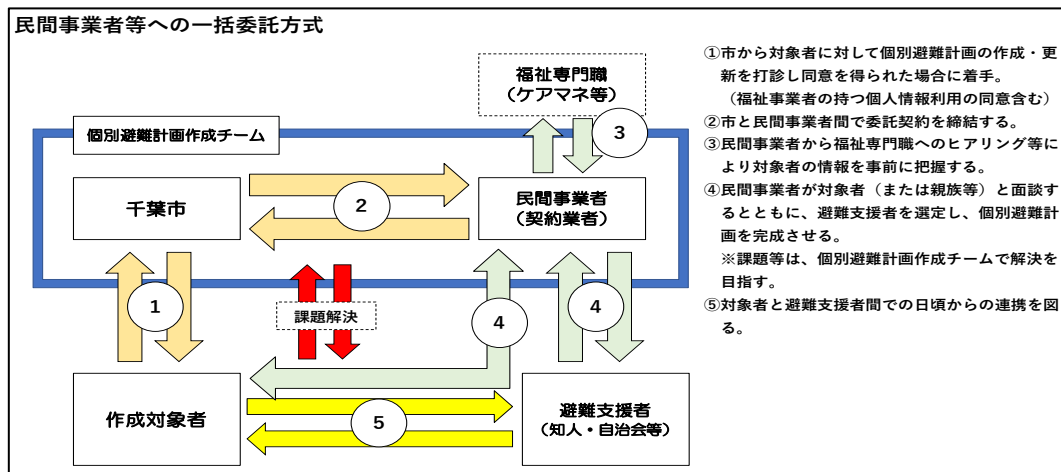 民間事業者等への一括委託方式
福祉専門職
（ケアマネ等）
3
個別避難計画作成チーム
千葉市
2
民間事業者
（契約業者）
1
課題解決
4
4
作成対象者
5
避難支援者
（知人・自治会等）
①市から対象者に対して個別避難計画の作成・更
新を打診し同意を得られた場合に着手。
（福祉事業者の持つ個人情報利用の同意含む）
②市と民間事業者間で委託契約を締結する。
③民間事業者から福祉専門職へのヒアリング等に
より対象者の情報を事前に把握する。
④民間事業者が対象者（または親族等）と面談す
るとともに、避難支援者を選定し、個別避難計
画を完成させる。
※課題等は、個別避難計画作成チームで解決を
目指す。
⑤対象者と避難支援者間での日頃からの連携を図
る。